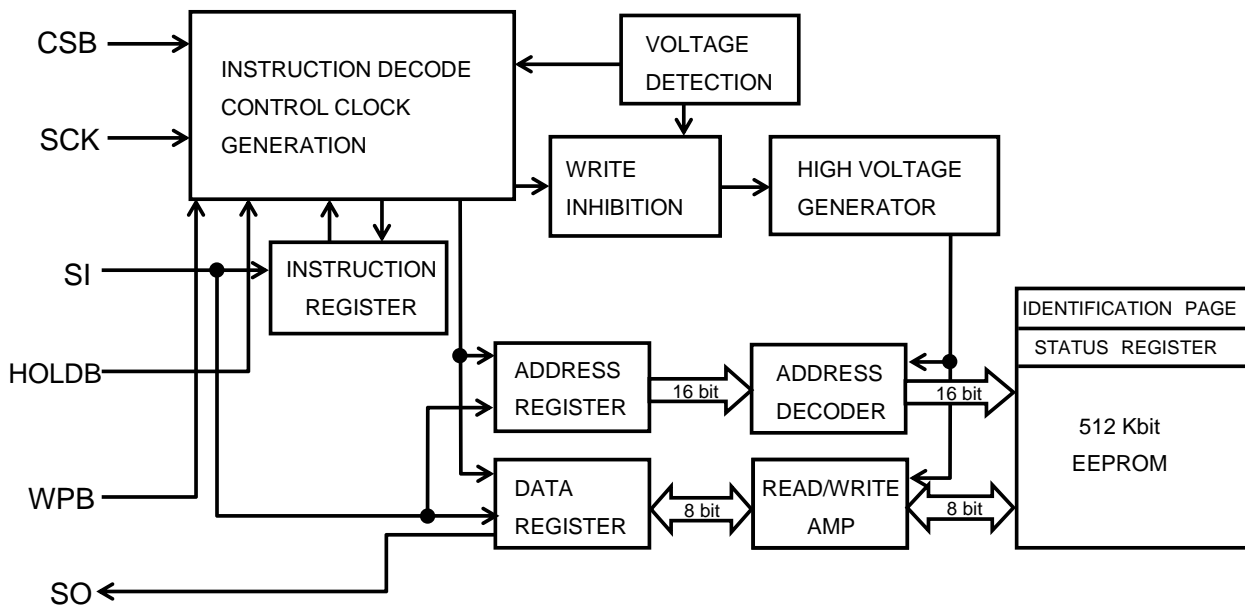 CSB
SCK
SI
HOLDB
WPB
SO
INSTRUCTION DECODE
CONTROL CLOCK
GENERATION
VOLTAGE
DETECTION
WRITE
INHIBITION
HIGH VOLTAGE
GENERATOR
INSTRUCTION
REGISTER
ADDRESS
REGISTER
16 bit
ADDRESS
DECODER
16 bit
DATA
REGISTER
8 bit
READ/WRITE
AMP
8 bit
IDENTIFICATION PAGE
STATUS REGISTER
512 Kbit
EEPROM